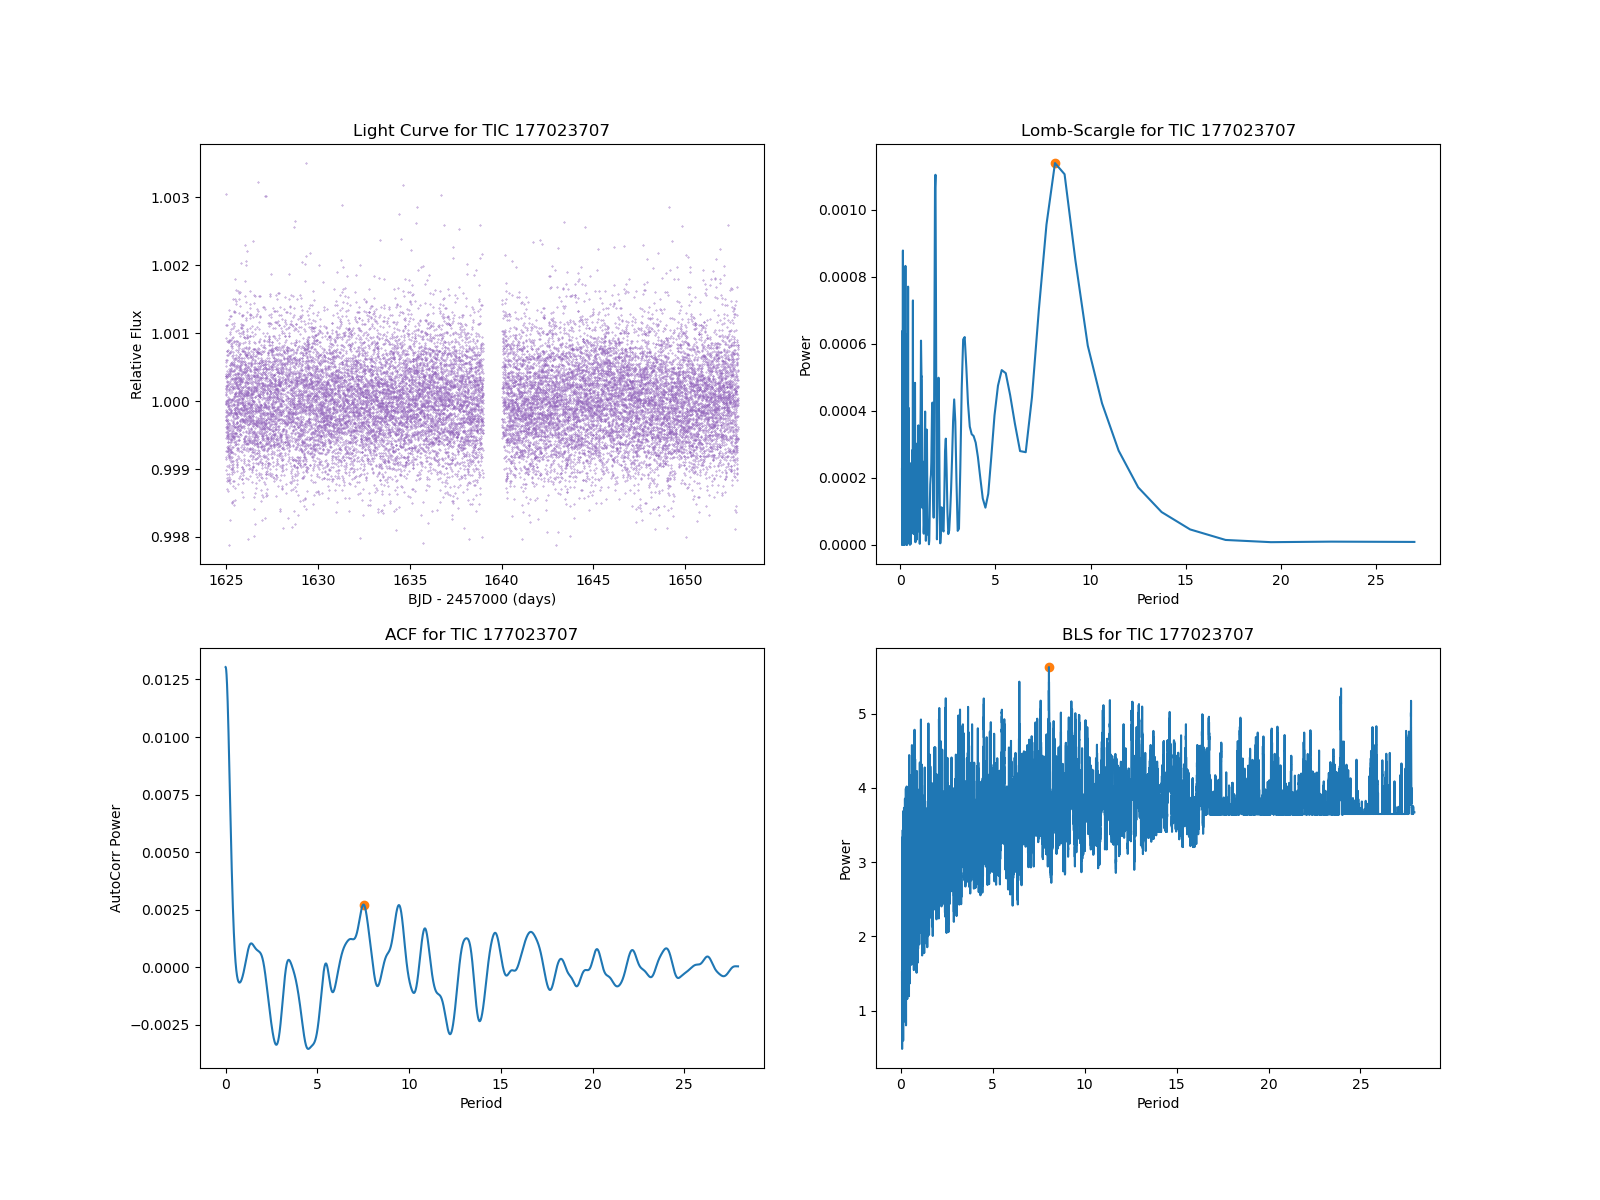 Light Curve for TIC 177023707
1.003
1.002
1.001
1.000
0.999
0.998
Relative Flux
1625 1630 1635 1640 1645 1650
BJD - 2457000 (days)
Lomb-Scargle for TIC 177023707
0.0010
0.0008
0.0006
0.0004
0.0002
0.0000
Power
0 5 10 15 20 25
Period
ACF for TIC 177023707
0.0125
0.0100
0.0075
0.0050
0.0025
0.0000
−0.0025
AutoCorr Power
0 5 10 15 20 25
Period
BLS for TIC 177023707
5
4
3
2
1
Power
0 5 10 15 20 25
Period